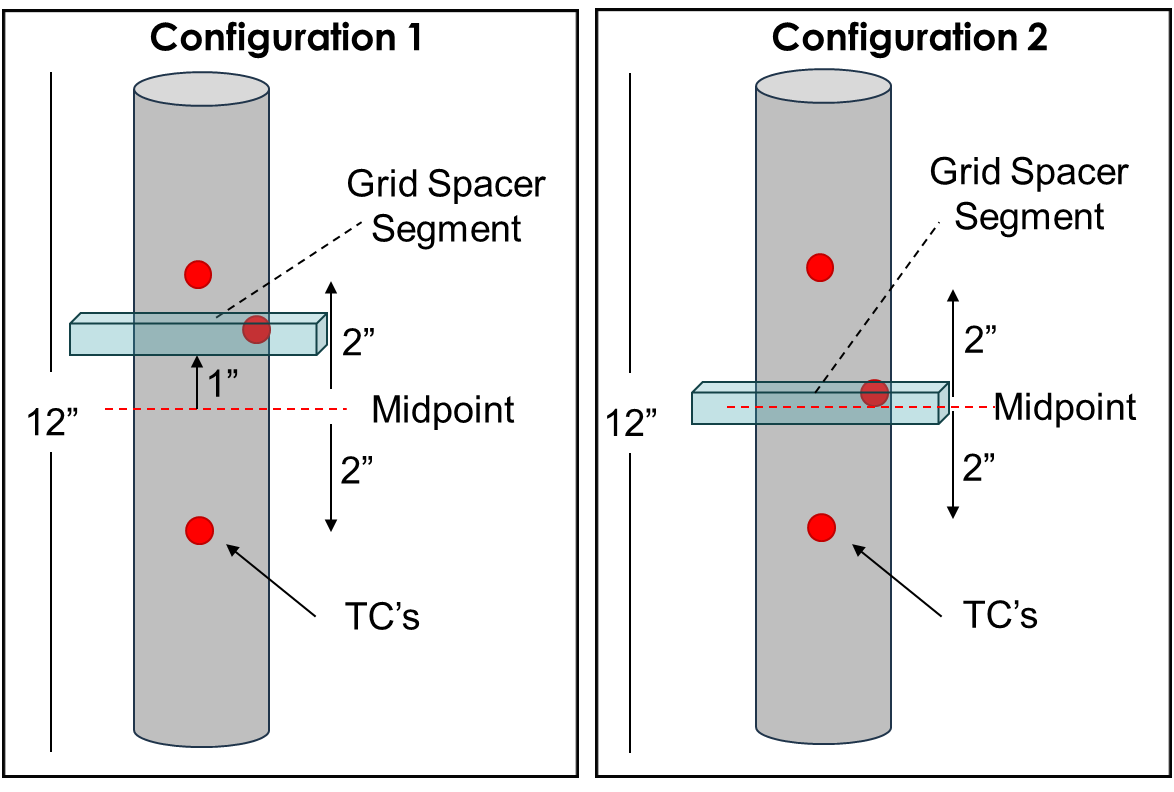 Configuration 1
Grid Spacer
Segment
2”
1”
12”
Midpoint
2”
TC’s
Configuration 2
Grid Spacer
Segment
2”
12”
Midpoint
2”
TC’s